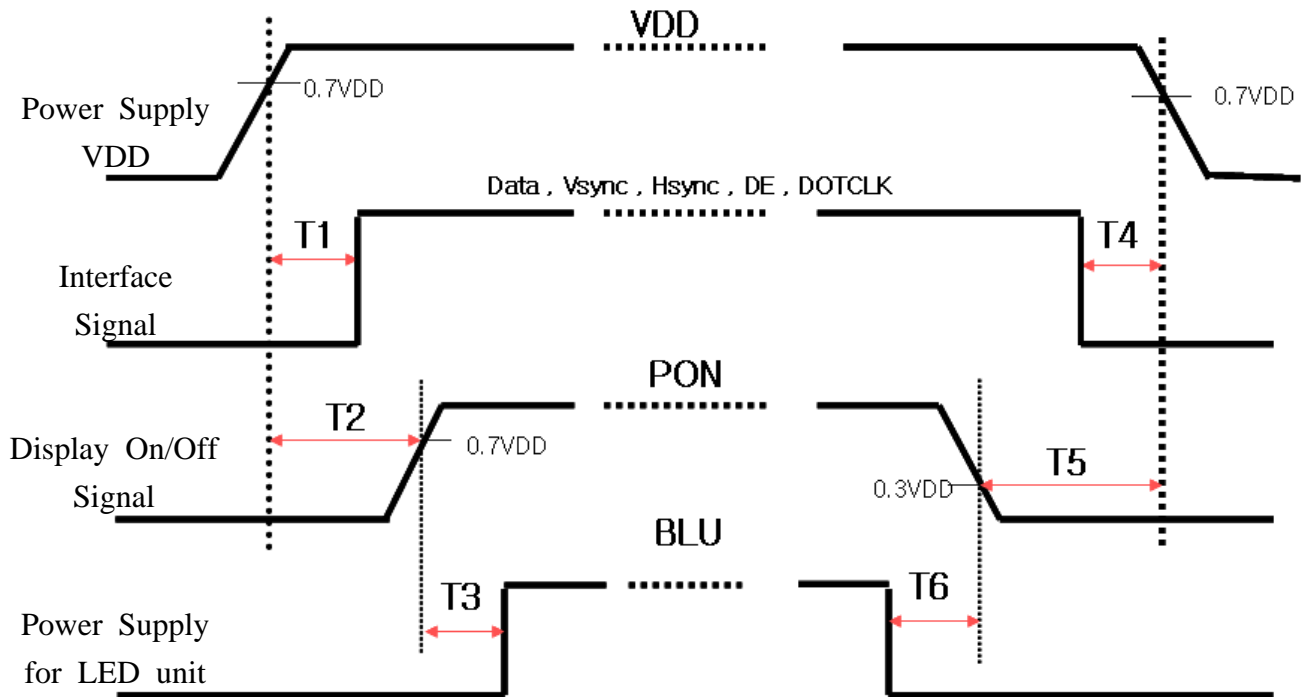 VDD
0.7VDD
0.7VDD
Power Supply
VDD
Data , Vsync , Hsync , DE , DOTCLK
T1
T4
Interface
Signal
PON
T2
0.7VDD
Display On/Off
Signal
T5
0.3VDD
BLU
T3
T6
Power Supply
for LED unit